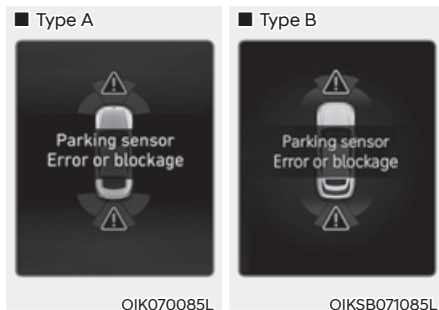 ■ Type A
Parking sensor
Error or blockage
OIK070085L
■ Type B
Parking sensor
Error or blockage
OIKSB071085L